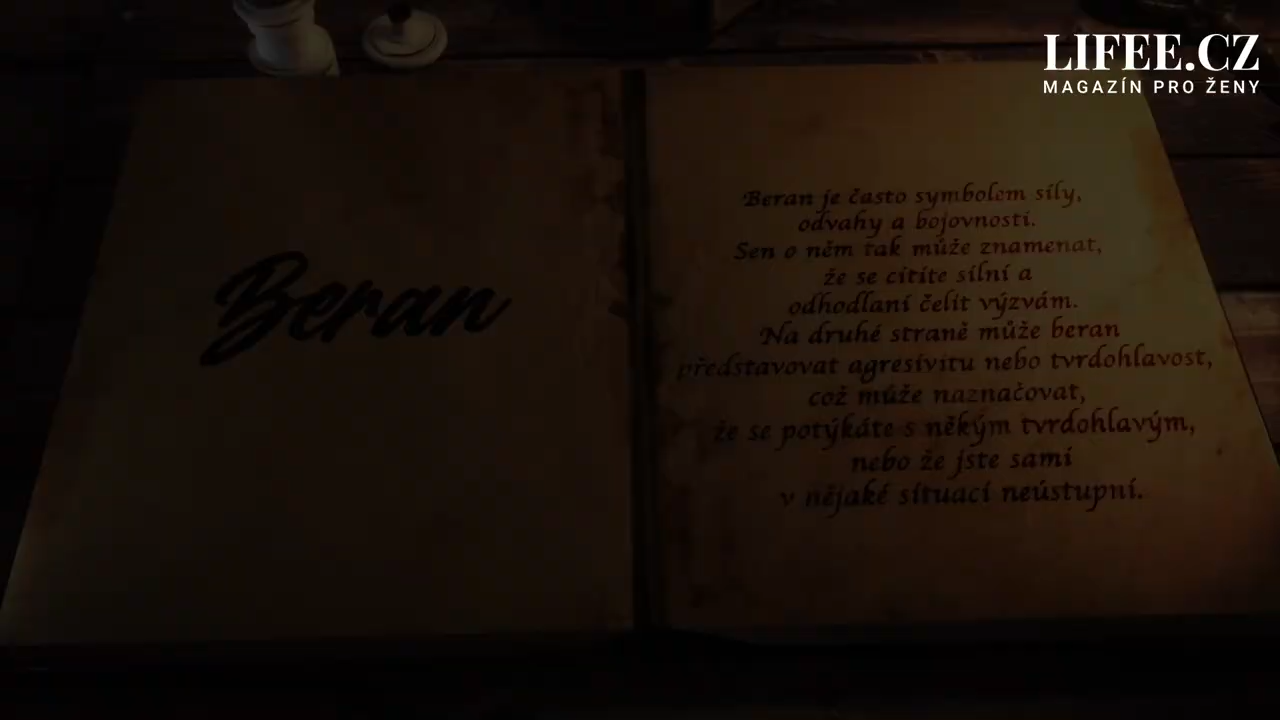 LIFEE.CZ
MAGAZÍN PRO ŽENY
Beran
Beran je často symbolem síly,
odvahy a bojovnosti.
Sen o něm tak může znamenat,
že se cítíte silní a
odhodlaní čelit výzvám.
Na druhé straně může beran
představovat agresivitu nebo tvrdohlavost,
což může naznačovat,
že se potýkáte s někým tvrdohlavým,
nebo že jste sami
v nějaké situaci neústupní.